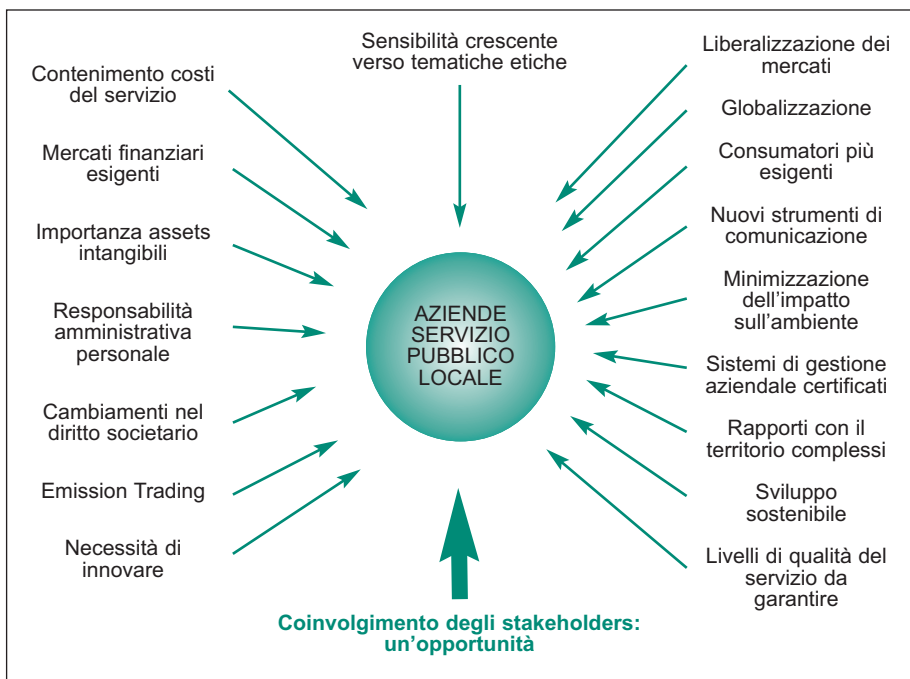 Sensibilità crescente
verso tematiche etiche
Contenimento costi
del servizio
Mercati finanziari
esigenti
Importanza assets
intangibili
Responsabilità
amministrativa
personale
Cambiamenti nel
diritto societario
Emission Trading
Necessità di
innovare
AZIENDE
SERVIZIO
PUBBLICO
LOCALE
Liberalizzazione dei
mercati
Globalizzazione
Consumatori più
esigenti
Nuovi strumenti di
comunicazione
Minimizzazione
dell'impatto
sull'ambiente
Sistemi di gestione
aziendale certificati
Rapporti con il
territorio complessi
Sviluppo
sostenibile
Livelli di qualità del
servizio da
garantire
Coinvolgimento degli stakeholders:
un'opportunità